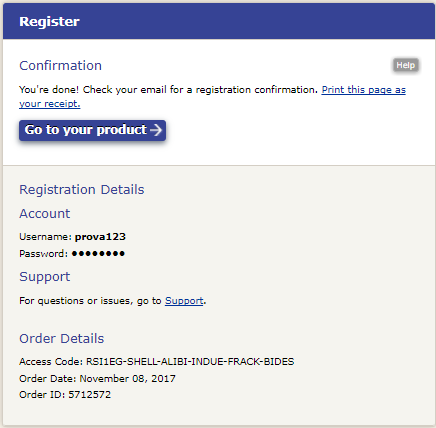 Register
Confirmation
Help
You're done! Check your email for a registration confirmation. Print this page as
your receipt.
Go to your product
Registration Details
Account
Username: prova123
Password: ●●●●●●●●
Support
For questions or issues, go to Support.
Order Details
Access Code: RSI1EG-SHELL-ALIBI-INDUE-FRACK-BIDES
Order Date: November 08, 2017
Order ID: 5712572